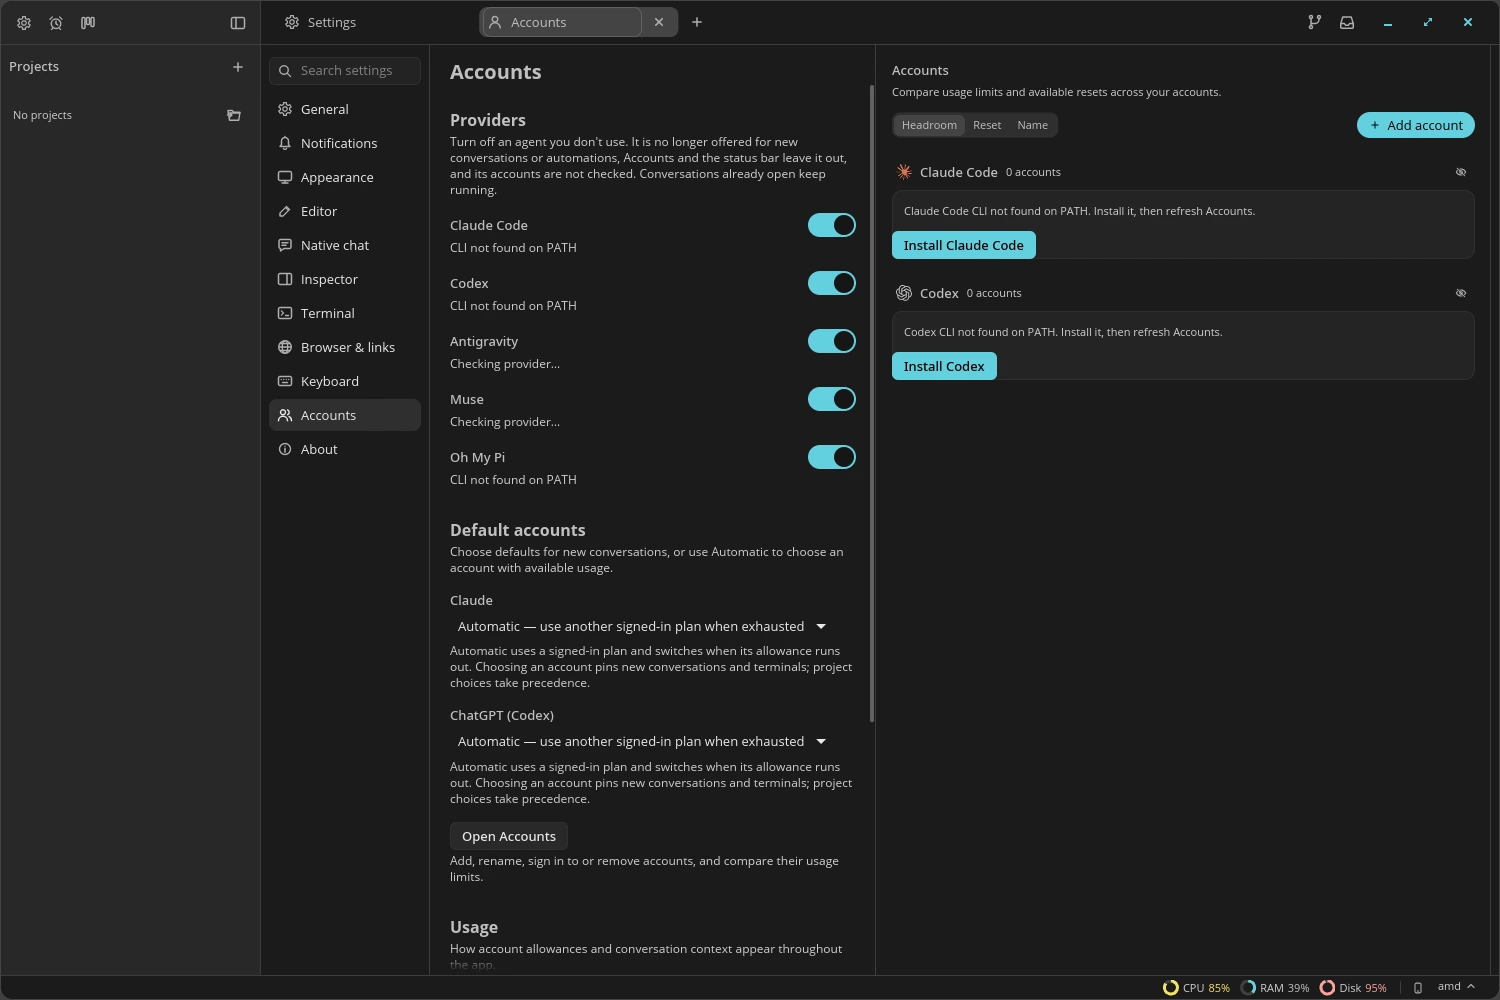 Settings
Accounts
Projects
No projects
Search settings
General
Notifications
Appearance
Editor
Native chat
Inspector
Terminal
Browser & links
Keyboard
Accounts
About
Accounts
Providers
Turn off an agent you don't use. It is no longer offered for new
conversations or automations, Accounts and the status bar leave it out,
and its accounts are not checked. Conversations already open keep
running.
Claude Code
CLI not found on PATH
Codex
CLI not found on PATH
Antigravity
Checking provider...
Muse
Checking provider...
Oh My Pi
CLI not found on PATH
Default accounts
Choose defaults for new conversations, or use Automatic to choose an
account with available usage.
Claude
Automatic — use another signed-in plan when exhausted
Automatic uses a signed-in plan and switches when its allowance runs
out. Choosing an account pins new conversations and terminals; project
choices take precedence.
ChatGPT (Codex)
Automatic — use another signed-in plan when exhausted
Automatic uses a signed-in plan and switches when its allowance runs
out. Choosing an account pins new conversations and terminals; project
choices take precedence.
Open Accounts
Add, rename, sign in to or remove accounts, and compare their usage
limits.
Usage
How account allowances and conversation context appear throughout
the app.
Accounts
Compare usage limits and available resets across your accounts.
Headroom Reset Name
+ Add account
Claude Code 0 accounts
Claude Code CLI not found on PATH. Install it, then refresh Accounts.
Install Claude Code
Codex 0 accounts
Codex CLI not found on PATH. Install it, then refresh Accounts.
Install Codex
CPU 85% RAM 39% Disk 95% amd